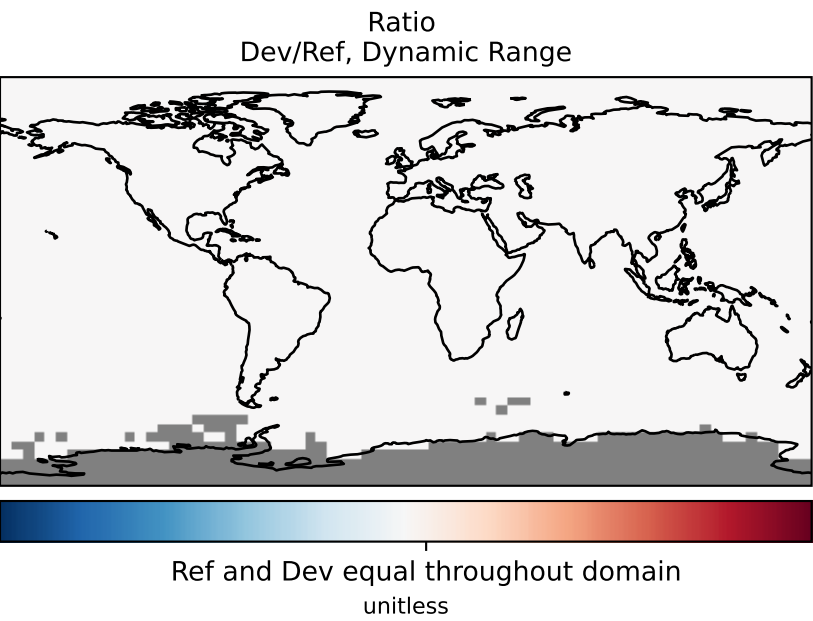 Ratio
Dev/Ref, Dynamic Range
Ref and Dev equal throughout domain
unitless